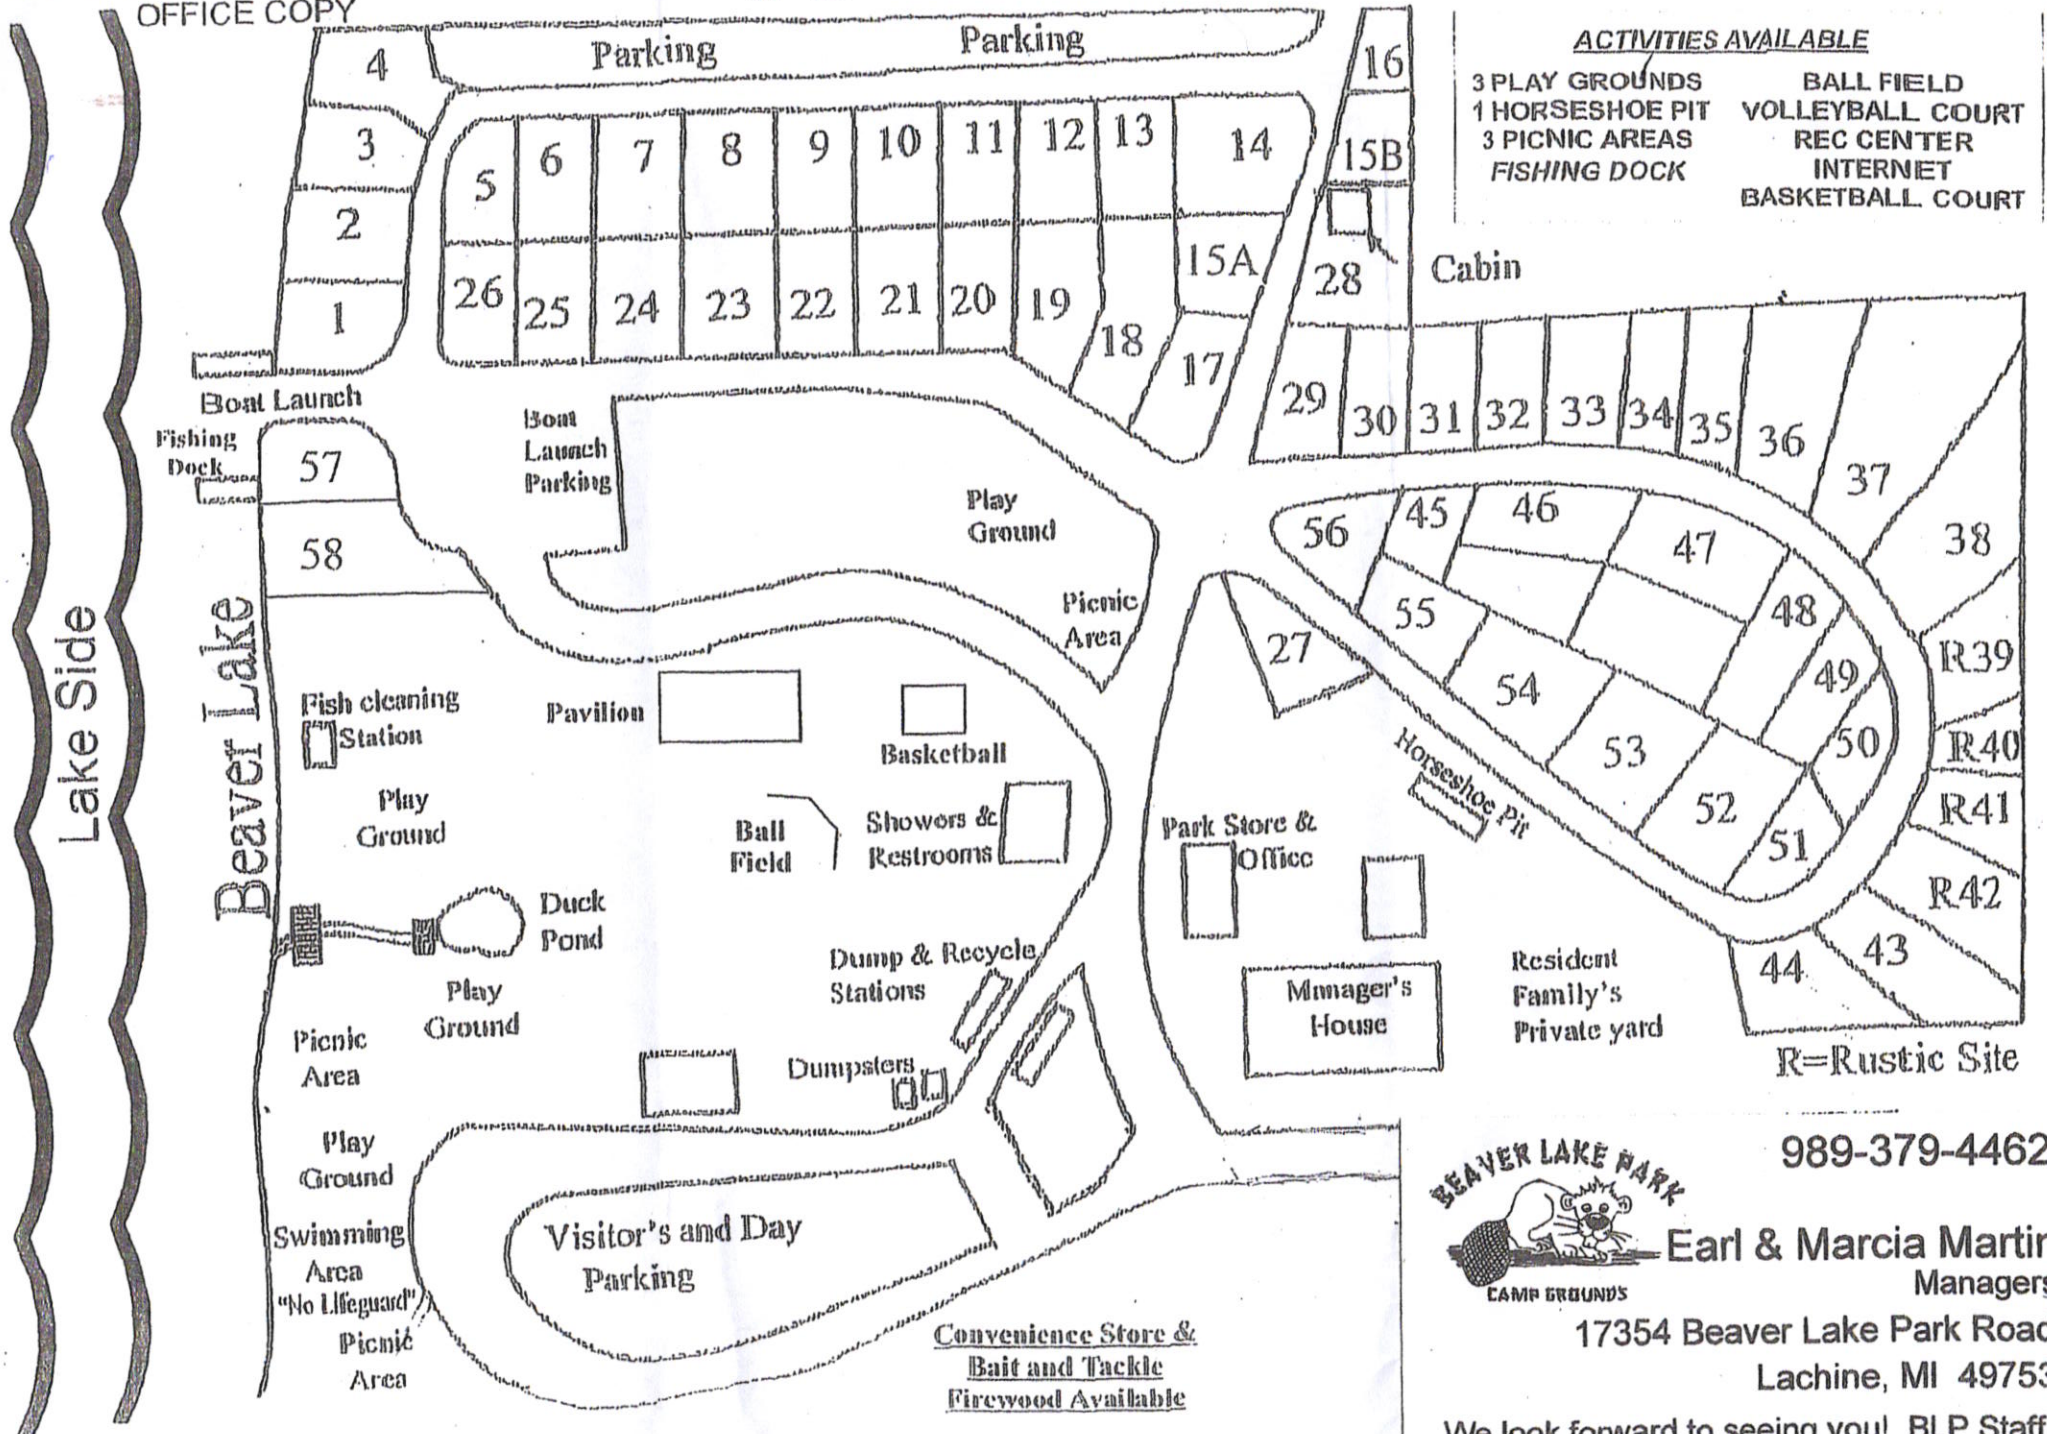 OFFICE COPY
Parking
Parking
ACTIVITIES AVAILABLE
3 PLAY GROUNDS
1 HORSESHOE PIT
3 PICNIC AREAS
FISHING DOCK
BALL FIELD
VOLLEYBALL COURT
REC CENTER
INTERNET
BASKETBALL COURT
4
3
2
1
5
6
7
8
9
10
11
12
13
14
16
15B
15A
26
25
24
23
22
21
20
19
18
17
28
Cabin
29
30
31
32
33
34
35
36
37
38
Boat Launch
Fishing
Dock
57
58
Boat
Launch
Parking
Play
Ground
Picnic
Area
56
45
46
47
48
49
50
51
52
53
54
55
27
R39
R40
R41
R42
43
44
R=Rustic Site
Lake Side
Beaver Lake
Fish cleaning
Station
Pavilion
Basketball
Play
Ground
Ball
Field
Showers &
Restrooms
Horseshoe Pit
Park Store &
Office
Duck
Pond
Play
Ground
Dump & Recycle
Stations
Manager's
House
Resident
Family's
Private yard
Picnic
Area
Dumpsters
Play
Ground
Swimming
Area
"No Lifeguard"
Picnic
Area
Visitor's and Day
Parking
Convenience Store &
Bait and Tackle
Firewood Available
BEAVER LAKE PARK
CAMP GROUNDS
989-379-4462
Earl & Marcia Martin
Managers
17354 Beaver Lake Park Road
Lachine, MI 49753
We look forward to seeing you! BLP Staff